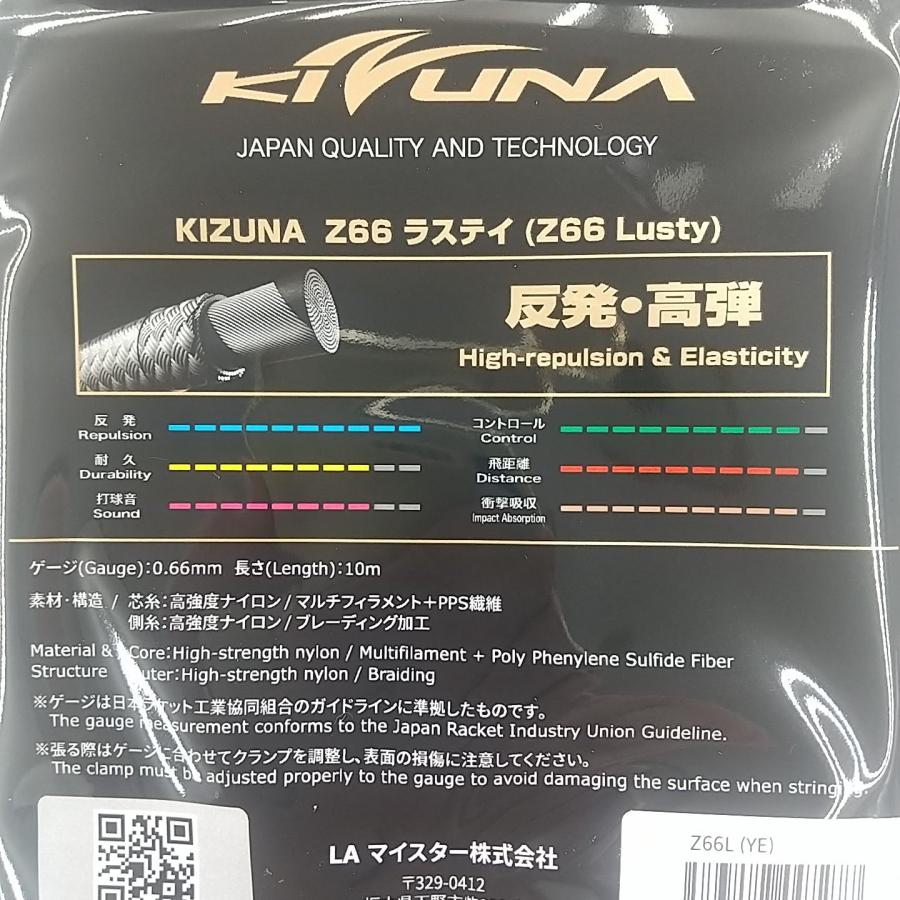 KIZUNA
JAPAN QUALITY AND TECHNOLOGY
KIZUNA Z66 ラスティ (Z66 Lusty)
反発・高弾
High-repulsion & Elasticity
反 発
Repulsion
コントロール
Control
耐 久
Durability
飛距離
Distance
打球音
Sound
衝撃吸収
Impact Absorption
ゲージ(Gauge):0.66mm 長さ(Length):10m
素材・構造 / 芯糸:高強度ナイロン / マルチフィラメント+PPS繊維
側糸:高強度ナイロン / ブレーディング加工
Material & Core:High-strength nylon / Multifilament + Poly Phenylene Sulfide Fiber
Structure Outer:High-strength nylon / Braiding
※ゲージは日本ラケット工業協同組合のガイドラインに準拠したものです。
The gauge measurement conforms to the Japan Racket Industry Union Guideline.
※張る際はゲージに合わせてクランプを調整し、表面の損傷に注意してください。
The clamp must be adjusted properly to the gauge to avoid damaging the surface when stringing.
LA マイスター株式会社
Z66L (YE)
〒329-0412